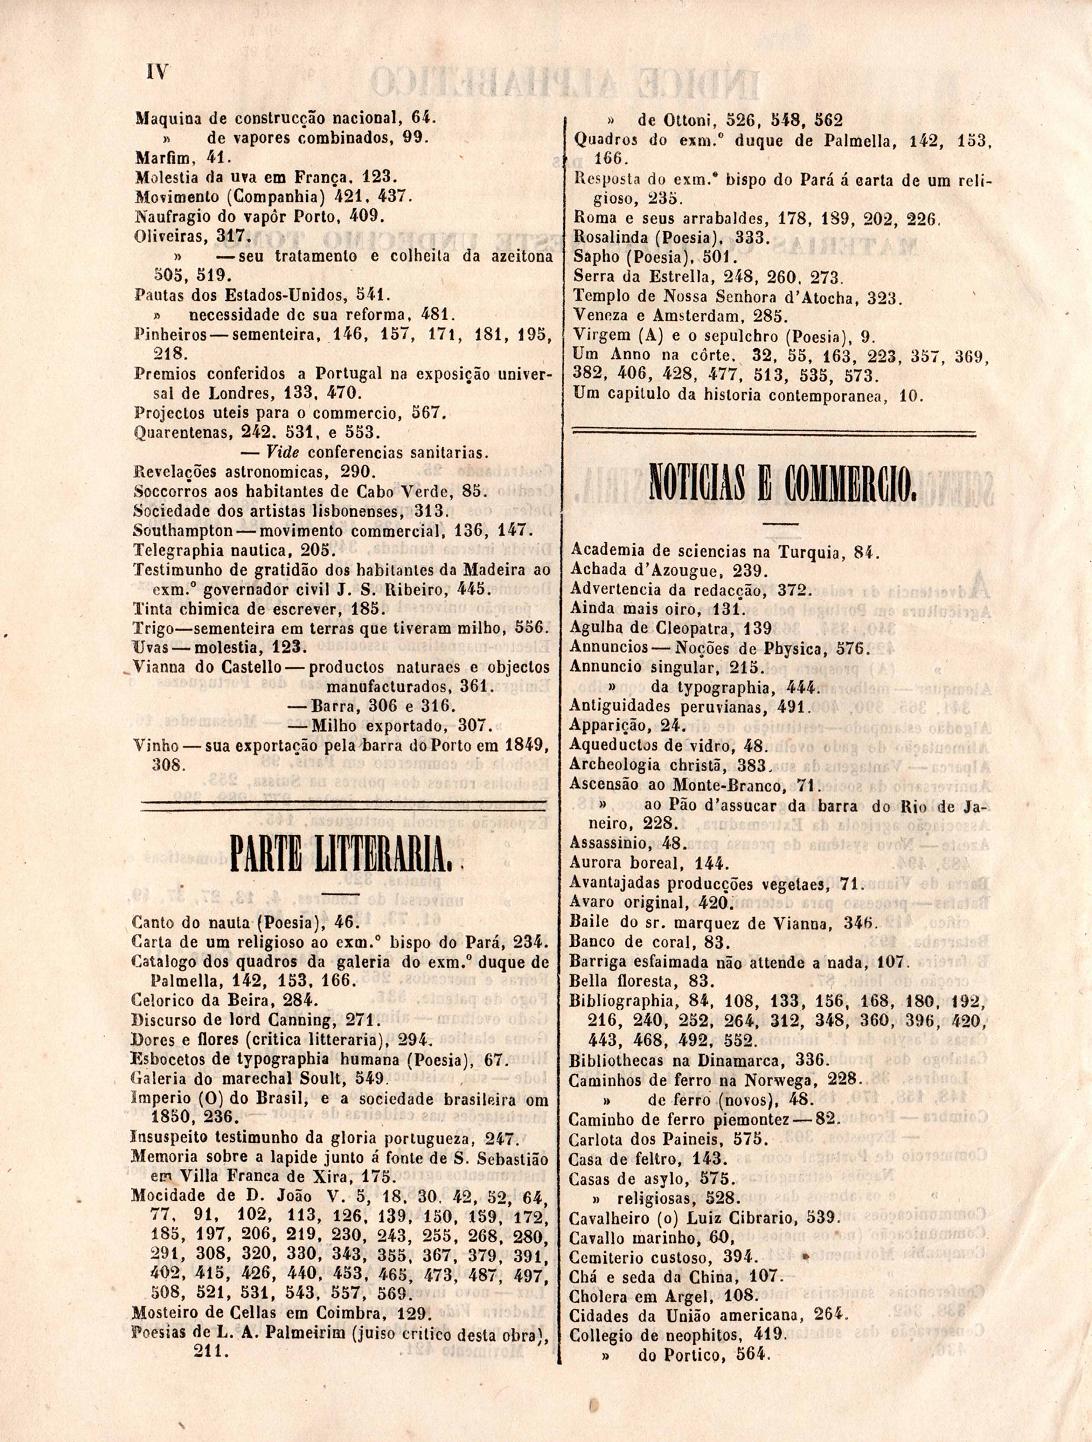 IV
Maquina de construcção nacional, 64.
» de vapores combinados, 99.
Marfim, 41.
Molestia da uva em França, 123.
Movimento (Companhia) 421, 437.
Naufragio do vapôr Porto, 409.
Oliveiras, 317.
» —seu tratamento e colheita da azeitona
505, 519.
Pautas dos Estados-Unidos, 541.
» necessidade de sua reforma, 481.
Pinheiros—sementeira, 146, 157, 171, 181, 195,
218.
Premios conferidos a Portugal na exposição univer-
sal de Londres, 133, 470.
Projectos uteis para o commercio, 567.
Quarentenas, 242. 531, e 553.
— Vide conferencias sanitarias.
Revelações astronomicas, 290.
Soccorros aos habitantes de Cabo Verde, 85.
Sociedade dos artistas lisbonenses, 313.
Southampton—movimento commercial, 136, 147.
Telegraphia nautica, 205.
Testimunho de gratidão dos habitantes da Madeira ao
exm.º governador civil J. S. Ribeiro, 445.
Tinta chimica de escrever, 185.
Trigo—sementeira em terras que tiveram milho, 556.
Uvas—molestia, 123.
Vianna do Castello—productos naturaes e objectos
manufacturados, 361.
—Barra, 306 e 316.
—Milho exportado, 307.
Vinho—sua exportação pela barra do Porto em 1849,
308.
PARTE LITTERARIA.
Canto do nauta (Poesia), 46.
Carta de um religioso ao exm.º bispo do Pará, 234.
Catalogo dos quadros da galeria do exm.º duque de
Palmella, 142, 153, 166.
Celorico da Beira, 284.
Discurso de lord Canning, 271.
Dores e flores (critica litteraria), 294.
Esbocetos de typographia humana (Poesia), 67.
Galeria do marechal Soult, 549.
Imperio (O) do Brasil, e a sociedade brasileira om
1850, 236.
Insuspeito testimunho da gloria portugueza, 247.
Memoria sobre a lapide junto á fonte de S. Sebastião
em Villa Franca de Xira, 175.
Mocidade de D. João V. 5, 18, 30, 42, 52, 64,
77, 91, 102, 113, 126, 139, 150, 159, 172,
185, 197, 206, 219, 230, 243, 255, 268, 280,
291, 308, 320, 330, 343, 355, 367, 379, 391,
402, 415, 426, 440, 453, 465, 473, 487, 497,
508, 521, 531, 543, 557, 569.
Mosteiro de Cellas em Coimbra, 129.
Poesias de L. A. Palmeirim (juiso critico desta obra),
211.
» de Ottoni, 526, 548, 562
Quadros do exm.º duque de Palmella, 142, 153,
166.
Resposta do exm.º bispo do Pará á carta de um reli-
gioso, 235.
Roma e seus arrabaldes, 178, 189, 202, 226.
Rosalinda (Poesia), 333.
Sapho (Poesia), 501.
Serra da Estrella, 248, 260, 273.
Templo de Nossa Senhora d'Atocha, 323.
Veneza e Amsterdam, 285.
Virgem (A) e o sepulchro (Poesia), 9.
Um Anno na côrte, 32, 55, 163, 223, 357, 369,
382, 406, 428, 477, 513, 535, 573.
Um capitulo da historia contemporanea, 10.
NOTICIAS E COMMERCIO.
Academia de sciencias na Turquia, 84.
Achada d'Azougue, 239.
Advertencia da redacção, 372.
Ainda mais oiro, 131.
Agulha de Cleopatra, 139
Annuncios—Noções de Physica, 576.
Annuncio singular, 215.
» da typographia, 444.
Antiguidades peruvianas, 491.
Apparição, 24.
Aqueductos de vidro, 48.
Archeologia christã, 383.
Ascensão ao Monte-Branco, 71.
» ao Pão d'assucar da barra do Rio de Ja-
neiro, 228.
Assassinio, 48.
Aurora boreal, 144.
Avantajadas producções vegetaes, 71.
Avaro original, 420.
Baile do sr. marquez de Vianna, 346.
Banco de coral, 83.
Barriga esfaimada não attende a nada, 107.
Bella floresta, 83.
Bibliographia, 84, 108, 133, 156, 168, 180, 192,
216, 240, 252, 264, 312, 348, 360, 396, 420,
443, 468, 492, 552.
Bibliothecas na Dinamarca, 336.
Caminhos de ferro na Norwega, 228.
» de ferro (novos), 48.
Caminho de ferro piemontez—82.
Carlota dos Paineis, 575.
Casa de feltro, 143.
Casas de asylo, 575.
» religiosas, 528.
Cavalheiro (o) Luiz Cibrario, 539.
Cavallo marinho, 60,
Cemiterio custoso, 394.
Chá e seda da China, 107.
Cholera em Argel, 108.
Cidades da União americana, 264.
Collegio de neophitos, 419.
» do Portico, 564.